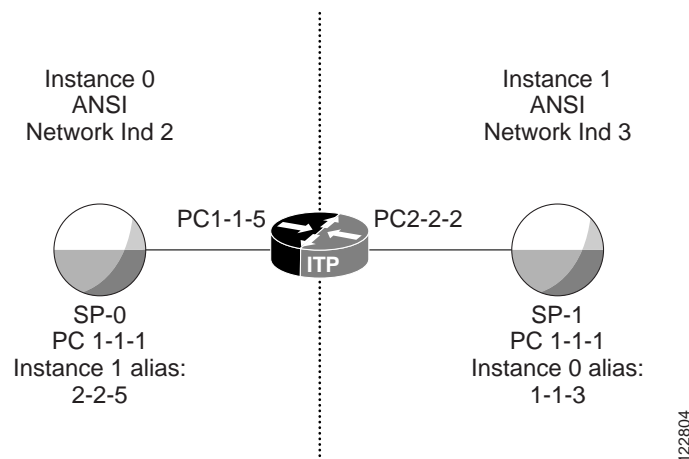 Instance 0
ANSI
Network Ind 2
Instance 1
ANSI
Network Ind 3
PC1-1-5
PC2-2-2
ITP
SP-0
PC 1-1-1
Instance 1 alias:
2-2-5
SP-1
PC 1-1-1
Instance 0 alias:
1-1-3
122804